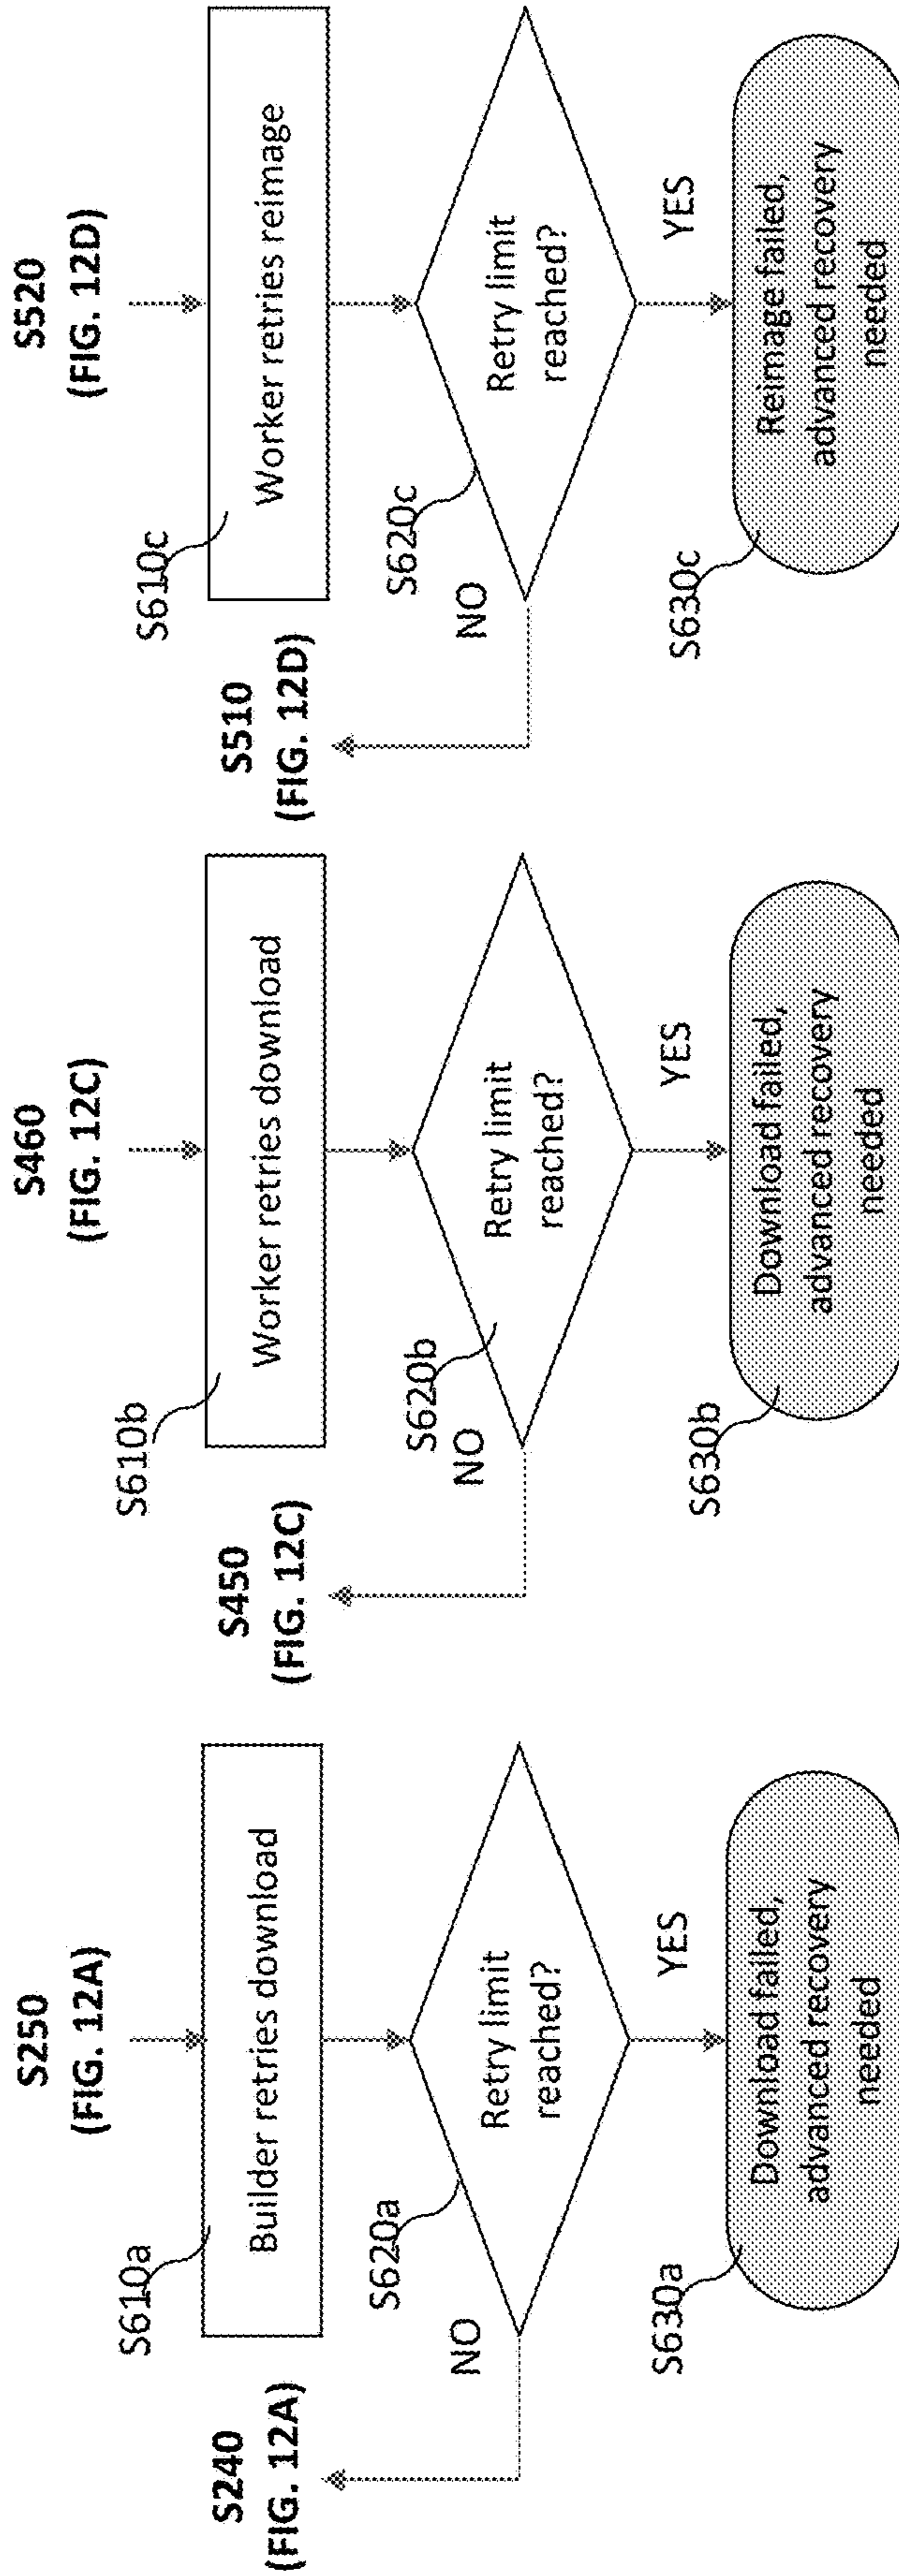 S250
(FIG. 12A)
S610a
Builder retries download
S240
(FIG. 12A)
S620a
NO
Retry limit
reached?
YES
S630a
Download failed,
advanced recovery
needed
S460
(FIG. 12C)
S610b
Worker retries download
S450
(FIG. 12C)
S620b
NO
Retry limit
reached?
YES
S630b
Download failed,
advanced recovery
needed
S520
(FIG. 12D)
S610c
Worker retries reimage
S510
(FIG. 12D)
S620c
NO
Retry limit
reached?
YES
S630c
Reimage failed,
advanced recovery
needed